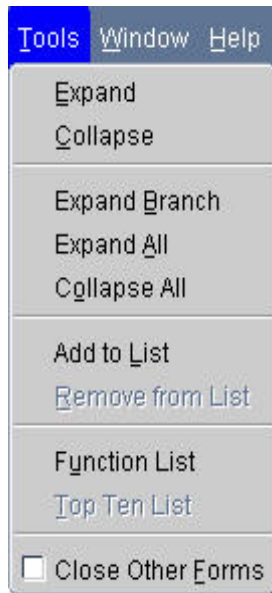 Tools Window Help
Expand
Collapse
Expand Branch
Expand All
Collapse All
Add to List
Remove from List
Function List
Top Ten List
Close Other Forms